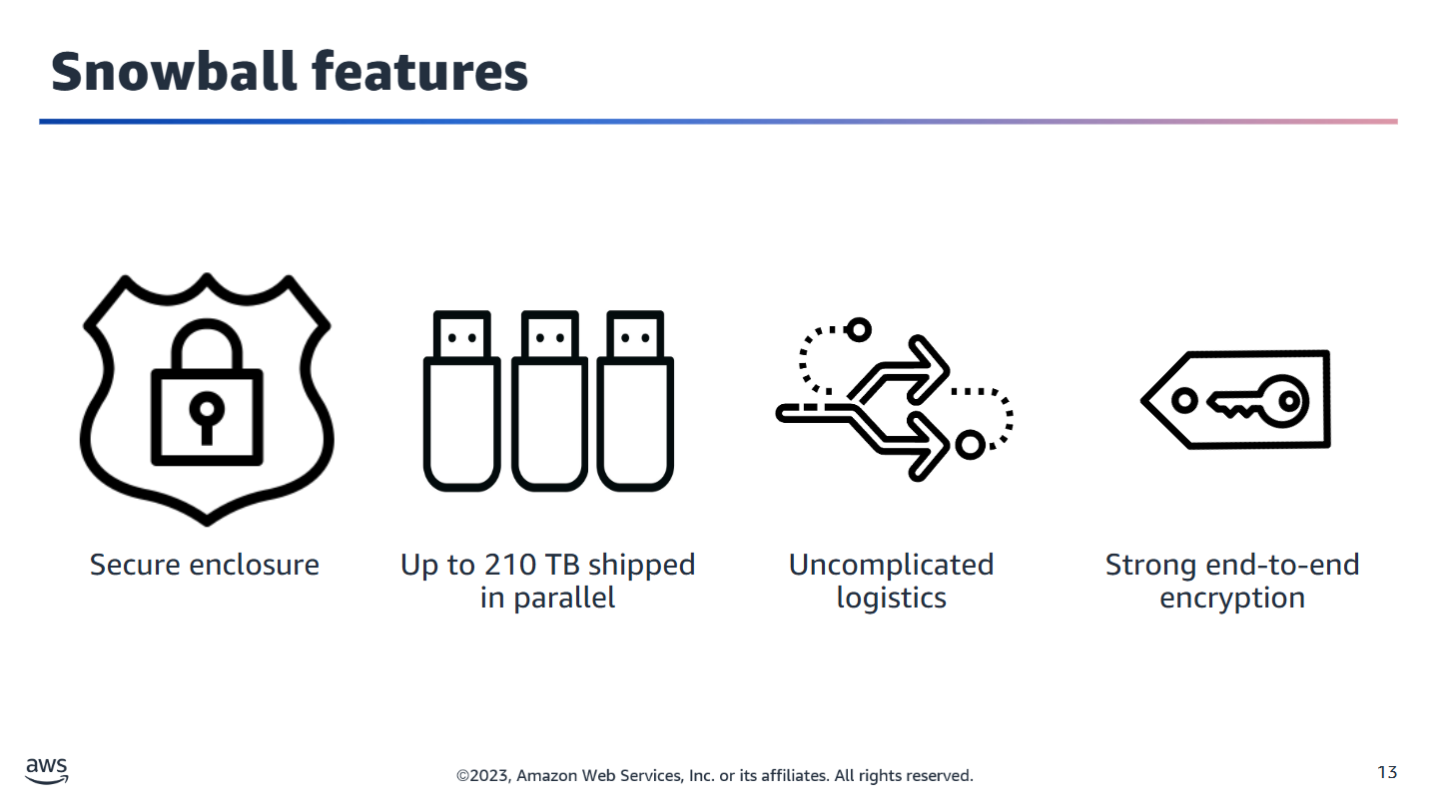 Snowball features
Secure enclosure
Up to 210 TB shipped
in parallel
Uncomplicated
logistics
Strong end-to-end
encryption
aws
©2023, Amazon Web Services, Inc. or its affiliates. All rights reserved.
13